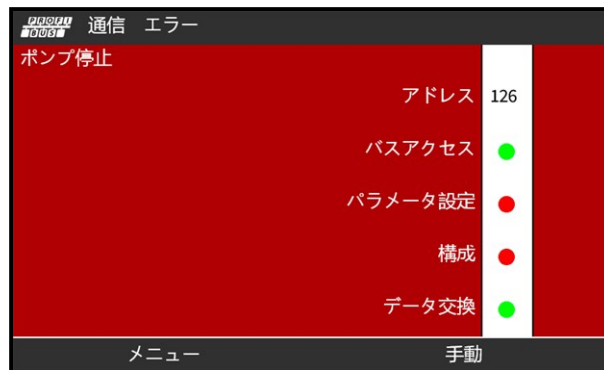 PROFI BUS 通信 エラー
ポンプ停止
アドレス 126
バスアクセス
パラメータ設定
構成
データ交換
メニュー 手動